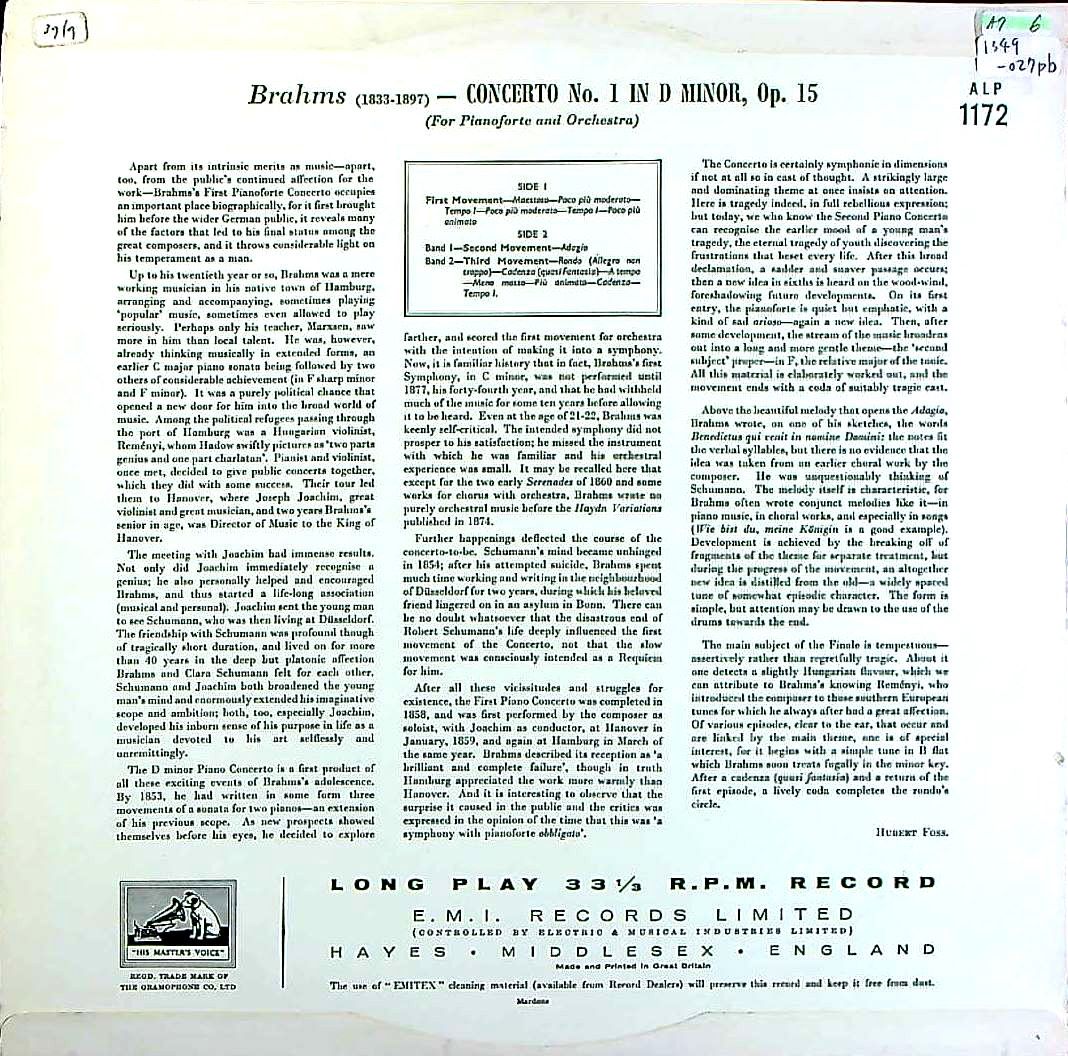 37/7
A7 6
1349
-027pb
ALP
1172
Brahms (1833-1897) — CONCERTO No. 1 IN D MINOR, Op. 15
(For Pianoforte and Orchestra)
Apart from its intrinsic merits as music—apart,
too, from the public's continued affection for the
work—Brahms's First Pianoforte Concerto occupies
an important place biographically, for it first brought
him before the wider German public, it reveals many
of the factors that led to his final status among the
great composers, and it throws considerable light on
his temperament as a man.
Up to his twentieth year or so, Brahms was a mere
working musician in his native town of Hamburg,
arranging and accompanying, sometimes playing
'popular' music, sometimes even allowed to play
seriously. Perhaps only his teacher, Marxsen, saw
more in him than local talent. He was, however,
already thinking musically in extended forms, an
earlier C major piano sonata being followed by two
others of considerable achievement (in F sharp minor
and F minor). It was a purely political chance that
opened a new door for him into the broad world of
music. Among the political refugees passing through
the port of Hamburg was a Hungarian violinist,
Reményi, whom Hadow swiftly pictures as 'two parts
genius and one part charlatan'. Pianist and violinist,
once met, decided to give public concerts together,
which they did with some success. Their tour led
them to Hanover, where Joseph Joachim, great
violinist and great musician, and two years Brahms's
senior in age, was Director of Music to the King of
Hanover.
The meeting with Joachim had immense results.
Not only did Joachim immediately recognise a
genius; he also personally helped and encouraged
Brahms, and thus started a life-long association
(musical and personal). Joachim sent the young man
to see Schumann, who was then living at Düsseldorf.
The friendship with Schumann was profound though
of tragically short duration, and lived on for more
than 40 years in the deep but platonic affection
Brahms and Clara Schumann felt for each other.
Schumann and Joachim both broadened the young
man's mind and enormously extended his imaginative
scope and ambition; both, too, especially Joachim,
developed his inborn sense of his purpose in life as a
musician devoted to his art selflessly and
unremittingly.
The D minor Piano Concerto is a first product of
all these exciting events of Brahms's adolescence.
By 1853, he had written in some form three
movements of a sonata for two pianos—an extension
of his previous scope. As new prospects showed
themselves before his eyes, he decided to explore
SIDE 1
First Movement—Maestoso—Poco più moderato—
Tempo I—Poco più moderato—Tempo I—Poco più
animato
SIDE 2
Band 1—Second Movement—Adagio
Band 2—Third Movement—Rondo (Allegro non
troppo)—Cadenza (quasi fantasia)—A tempo
—Meno mosso—Più animato—Cadenza—
Tempo I.
farther, and scored the first movement for orchestra
with the intention of making it into a symphony.
Now, it is familiar history that in fact, Brahms's first
Symphony, in C minor, was not performed until
1877, his forty-fourth year, and that he had withheld
much of the music for some ten years before allowing
it to be heard. Even at the age of 21-22, Brahms was
keenly self-critical. The intended symphony did not
prosper to his satisfaction; he missed the instrument
with which he was familiar and his orchestral
experience was small. It may be recalled here that
except for the two early Serenades of 1860 and some
works for chorus with orchestra, Brahms wrote no
purely orchestral music before the Haydn Variations
published in 1874.
Further happenings deflected the course of the
concerto-to-be. Schumann's mind became unhinged
in 1854; after his attempted suicide, Brahms spent
much time working and writing in the neighbourhood
of Düsseldorf for two years, during which his beloved
friend lingered on in an asylum in Bonn. There can
be no doubt whatsoever that the disastrous end of
Robert Schumann's life deeply influenced the first
movement of the Concerto, not that the slow
movement was consciously intended as a Requiem
for him.
After all these vicissitudes and struggles for
existence, the First Piano Concerto was completed in
1858, and was first performed by the composer as
soloist, with Joachim as conductor, at Hanover in
January, 1859, and again at Hamburg in March of
the same year. Brahms described its reception as 'a
brilliant and complete failure', though in truth
Hamburg appreciated the work more warmly than
Hanover. And it is interesting to observe that the
surprise it caused in the public and the critics was
expressed in the opinion of the time that this was 'a
symphony with pianoforte obbligato'.
The Concerto is certainly symphonic in dimensions
if not at all so in cast of thought. A strikingly large
and dominating theme at once insists on attention.
Here is tragedy indeed, in full rebellious expression;
but today, we who know the Second Piano Concerto
can recognise the earlier mood of a young man's
tragedy, the eternal tragedy of youth discovering the
frustrations that beset every life. After this broad
declamation, a sadder and suaver passage occurs;
then a new idea in sixths is heard on the wood-wind,
foreshadowing future developments. On its first
entry, the pianoforte is quiet but emphatic, with a
kind of sad arioso—again a new idea. Then, after
some development, the stream of the music broadens
out into a long and more gentle theme—the 'second
subject' proper—in F, the relative major of the tonic.
All this material is elaborately worked out, and the
movement ends with a coda of suitably tragic cast.
Above the beautiful melody that opens the Adagio,
Brahms wrote, on one of his sketches, the words
Benedictus qui venit in nomine Domini: the notes fit
the verbal syllables, but there is no evidence that the
idea was taken from an earlier choral work by the
composer. He was unquestionably thinking of
Schumann. The melody itself is characteristic, for
Brahms often wrote conjunct melodies like it—in
piano music, in choral works, and especially in songs
(Wie bist du, meine Königin is a good example).
Development is achieved by the breaking off of
fragments of the theme for separate treatment, but
during the progress of the movement, an altogether
new idea is distilled from the old—a widely spaced
tune of somewhat episodic character. The form is
simple, but attention may be drawn to the use of the
drums towards the end.
The main subject of the Finale is tempestuous—
assertively rather than regretfully tragic. About it
one detects a slightly Hungarian flavour, which we
can attribute to Brahms's knowing Reményi, who
introduced the composer to those southern European
tunes for which he always after had a great affection.
Of various episodes, clear to the ear, that occur and
are linked by the main theme, one is of special
interest, for it begins with a simple tune in B flat
which Brahms soon treats fugally in the minor key.
After a cadenza (quasi fantasia) and a return of the
first episode, a lively coda completes the rondo's
circle.
HUBERT FOSS.
"HIS MASTER'S VOICE"
REGD. TRADE MARK OF
THE GRAMOPHONE CO. LTD
LONG PLAY 33 1/3 R.P.M. RECORD
E.M.I. RECORDS LIMITED
(CONTROLLED BY ELECTRIC & MUSICAL INDUSTRIES LIMITED)
HAYES • MIDDLESEX • ENGLAND
Made and Printed in Great Britain
The use of "EMITEX" cleaning material (available from Record Dealers) will preserve this record and keep it free from dust.
Mardons